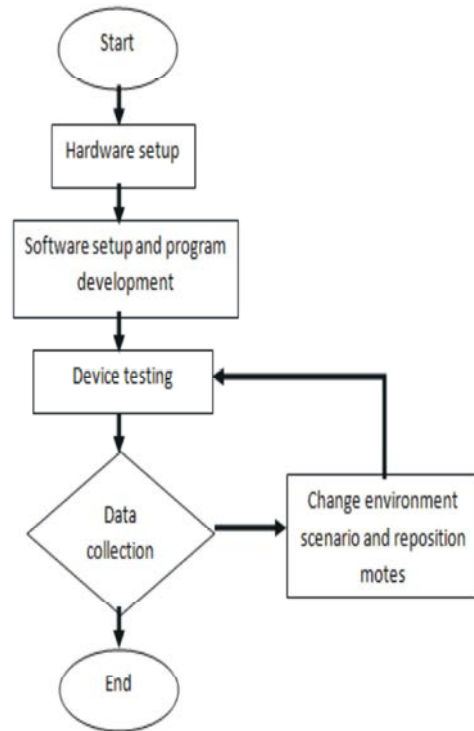 Start
Hardware setup
Software setup and program
development
Device testing
Data
collection
Change environment
scenario and reposition
motes
End